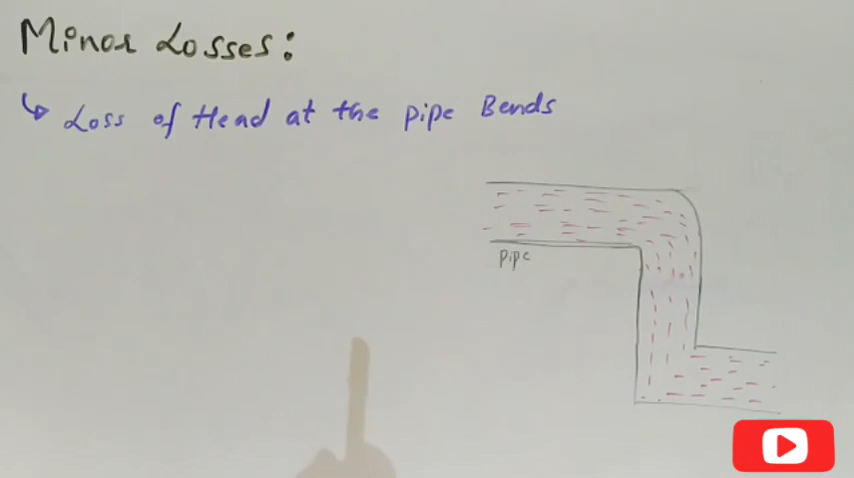 Minor Losses:
↳ Loss of Head at the pipe Bends
pipe